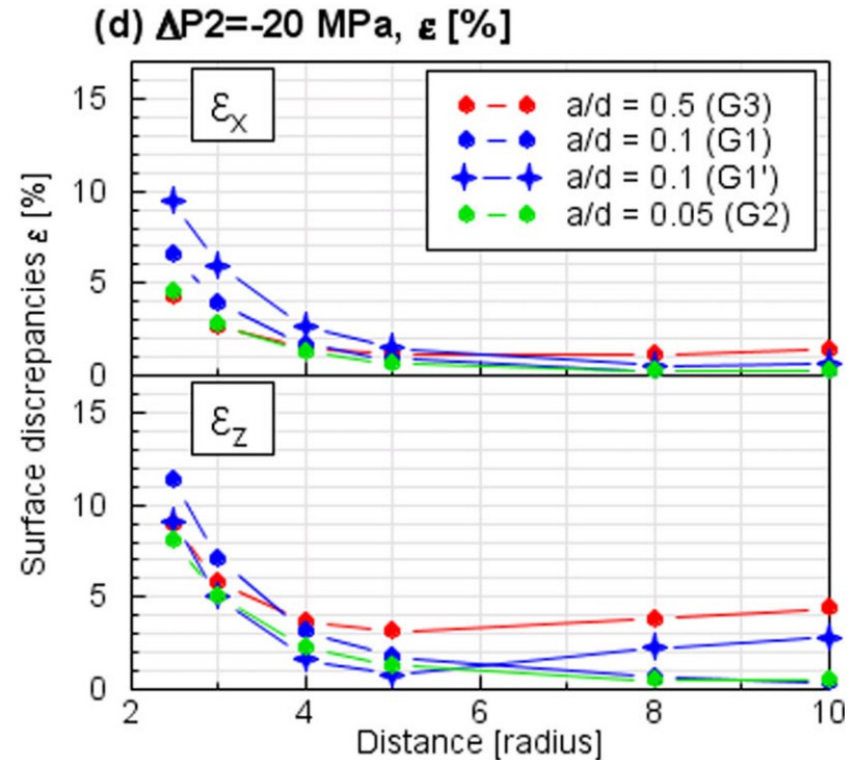 (d) ΔP2=-20 MPa, ε [%]
Surface discrepancies ε [%]
15
10
5
0
εx
a/d = 0.5 (G3)
a/d = 0.1 (G1)
a/d = 0.1 (G1')
a/d = 0.05 (G2)
15
10
5
0
εz
2
4
6
8
10
Distance [radius]